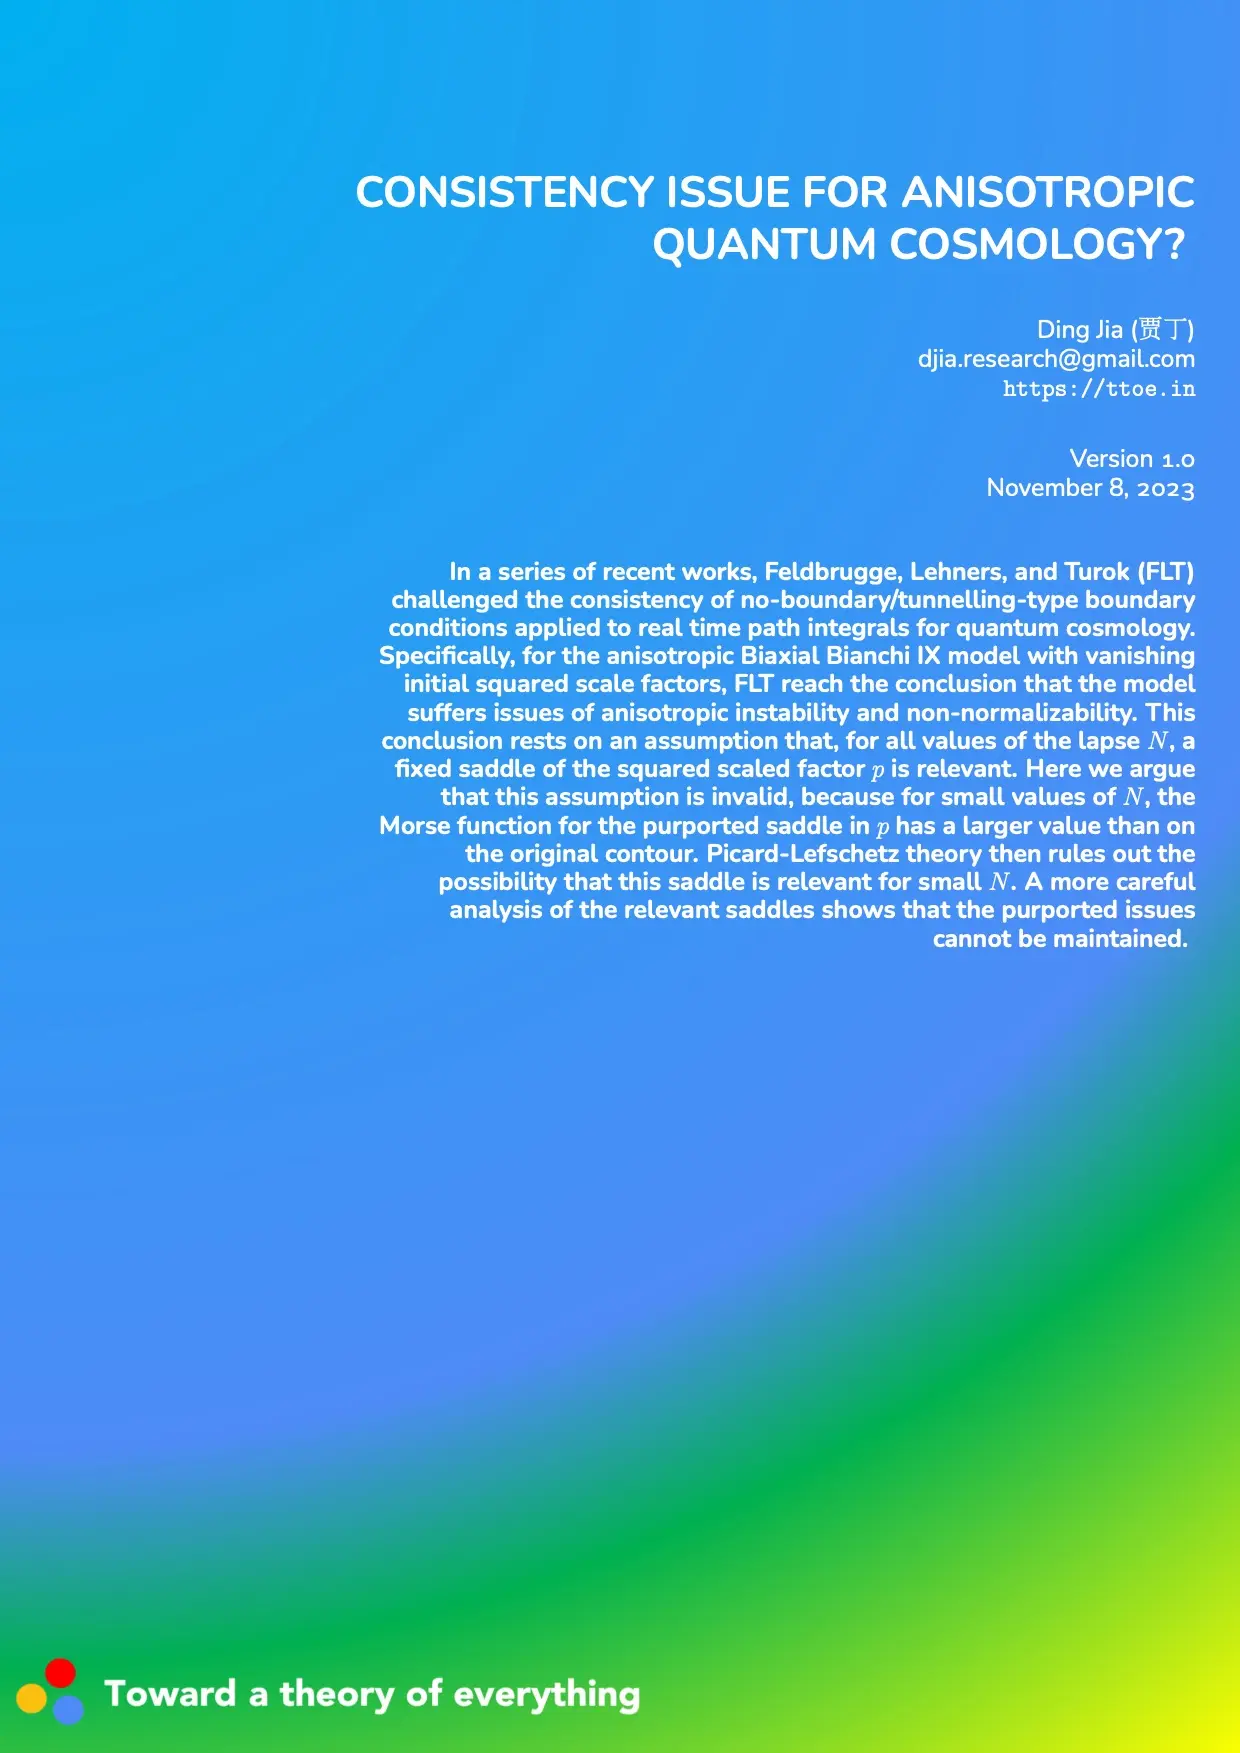 CONSISTENCY ISSUE FOR ANISOTROPIC
QUANTUM COSMOLOGY?
Ding Jia (贾丁)
djia.research@gmail.com
https://ttoe.in
Version 1.0
November 8, 2023
In a series of recent works, Feldbrugge, Lehners, and Turok (FLT)
challenged the consistency of no-boundary/tunnelling-type boundary
conditions applied to real time path integrals for quantum cosmology.
Specifically, for the anisotropic Biaxial Bianchi IX model with vanishing
initial squared scale factors, FLT reach the conclusion that the model
suffers issues of anisotropic instability and non-normalizability. This
conclusion rests on an assumption that, for all values of the lapse N, a
fixed saddle of the squared scaled factor p is relevant. Here we argue
that this assumption is invalid, because for small values of N, the
Morse function for the purported saddle in p has a larger value than on
the original contour. Picard-Lefschetz theory then rules out the
possibility that this saddle is relevant for small N. A more careful
analysis of the relevant saddles shows that the purported issues
cannot be maintained.
Toward a theory of everything